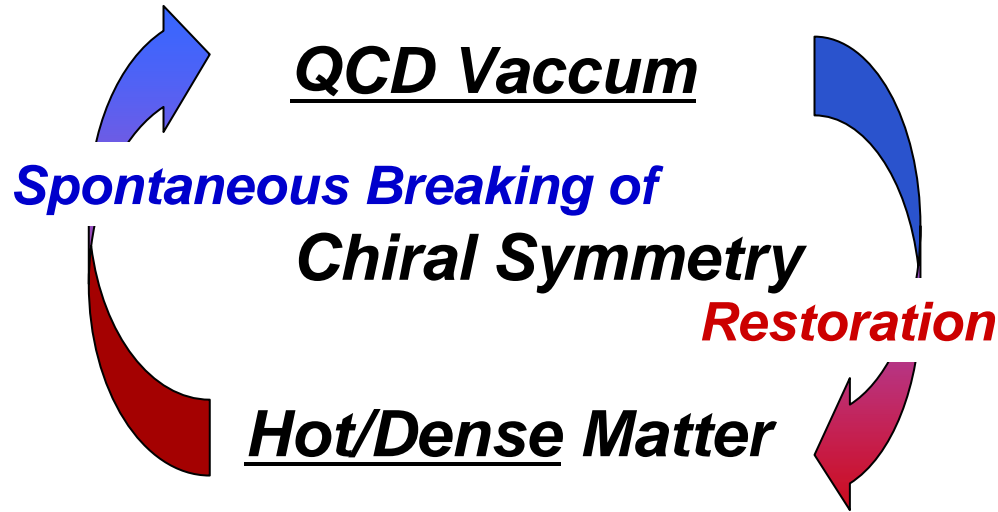 QCD Vaccum
Spontaneous Breaking of
Chiral Symmetry
Restoration
Hot/Dense Matter